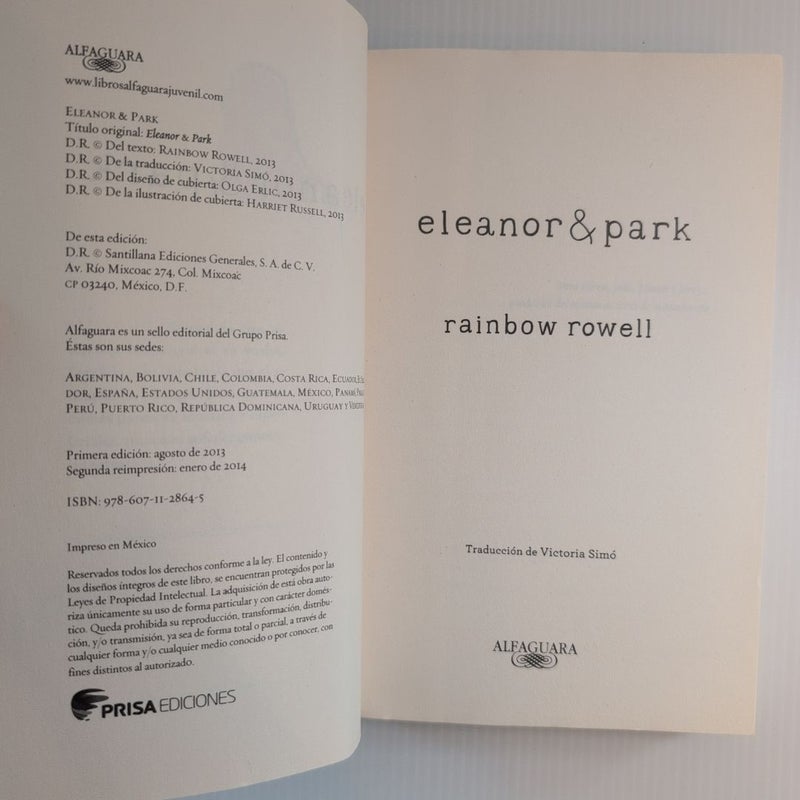 ALFAGUARA
www.librosalfaguarajuvenil.com
ELEANOR & PARK
Título original: Eleanor & Park
D.R. © Del texto: RAINBOW ROWELL, 2013
D.R. © De la traducción: VICTORIA SIMÓ, 2013
D.R. © Del diseño de cubierta: OLGA ERLIC, 2013
D.R. © De la ilustración de cubierta: HARRIET RUSSELL, 2013
De esta edición:
D.R. © Santillana Ediciones Generales, S. A. de C. V.
Av. Río Mixcoac 274, Col. Mixcoac
CP 03240, México, D.F.
Alfaguara es un sello editorial del Grupo Prisa.
Éstas son sus sedes:
ARGENTINA, BOLIVIA, CHILE, COLOMBIA, COSTA RICA, ECUADOR,
DOR, ESPAÑA, ESTADOS UNIDOS, GUATEMALA, MÉXICO, PANAMÁ,
PERÚ, PUERTO RICO, REPÚBLICA DOMINICANA, URUGUAY Y
Primera edición: agosto de 2013
Segunda reimpresión: enero de 2014
ISBN: 978-607-11-2864-5
Impreso en México
Reservados todos los derechos conforme a la ley. El contenido y
los diseños íntegros de este libro, se encuentran protegidos por las
Leyes de Propiedad Intelectual. La adquisición de está obra auto-
riza únicamente su uso de forma particular y con carácter domés-
tico. Queda prohibida su reproducción, transformación, distribu-
ción, y/o transmisión, ya sea de forma total o parcial, a través de
cualquier forma y/o cualquier medio conocido o por conocer, con
fines distintos al autorizado.
PRISA EDICIONES
eleanor & park
rainbow rowell
Traducción de Victoria Simó
ALFAGUARA